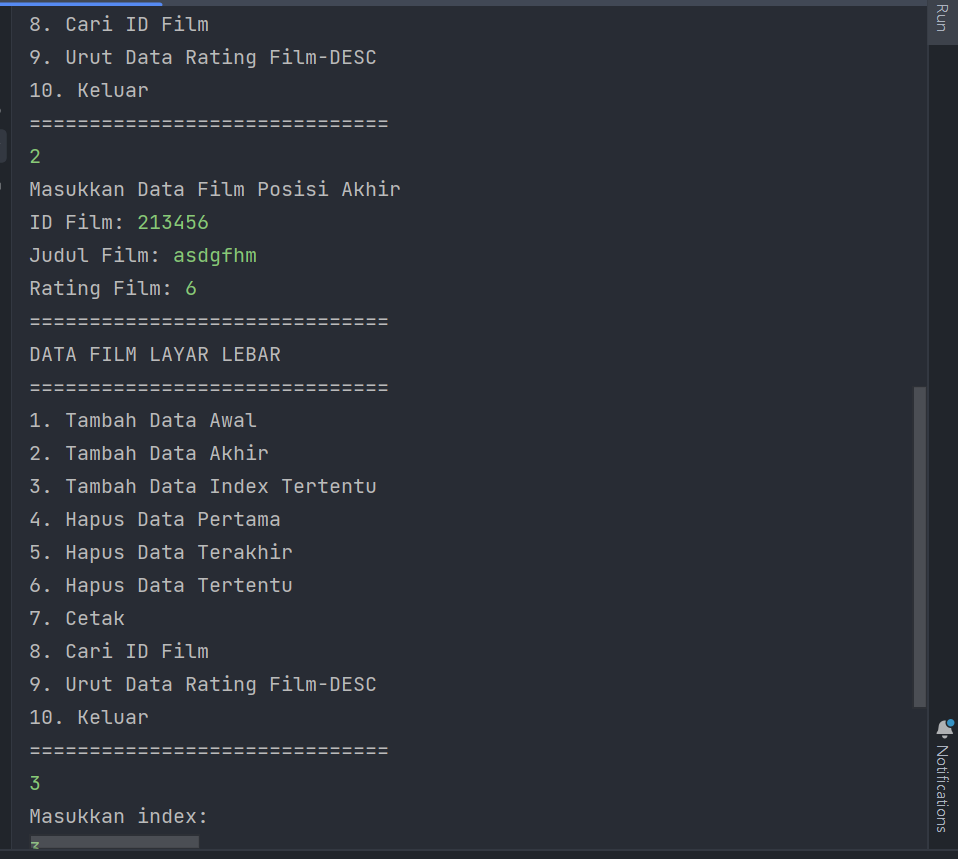 Run
8. Cari ID Film
9. Urut Data Rating Film-DESC
10. Keluar
==============================
2
Masukkan Data Film Posisi Akhir
ID Film: 213456
Judul Film: asdgfhm
Rating Film: 6
==============================
DATA FILM LAYAR LEBAR
==============================
1. Tambah Data Awal
2. Tambah Data Akhir
3. Tambah Data Index Tertentu
4. Hapus Data Pertama
5. Hapus Data Terakhir
6. Hapus Data Tertentu
7. Cetak
8. Cari ID Film
9. Urut Data Rating Film-DESC
10. Keluar
==============================
3
Masukkan index:
Notifications